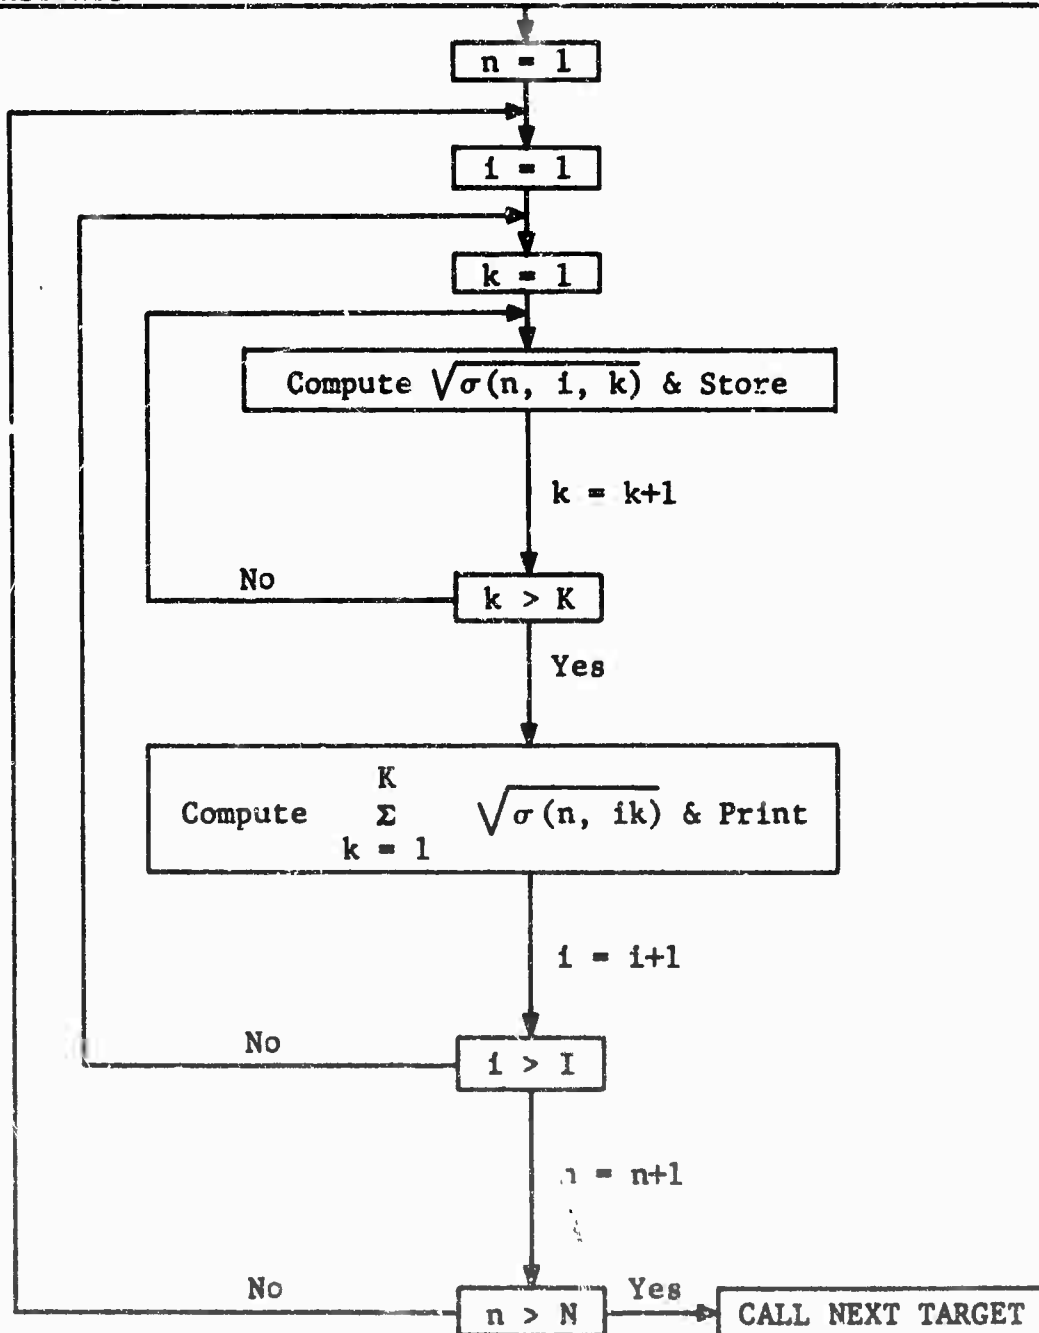 n = 1
i = 1
k = 1
Compute √σ(n, i, k) & Store
k = k+1
No
k > K
Yes
K
Compute Σ √σ(n, ik) & Print
k = 1
i = i+1
No
i > I
n = n+1
No
Yes
n > N
CALL NEXT TARGET